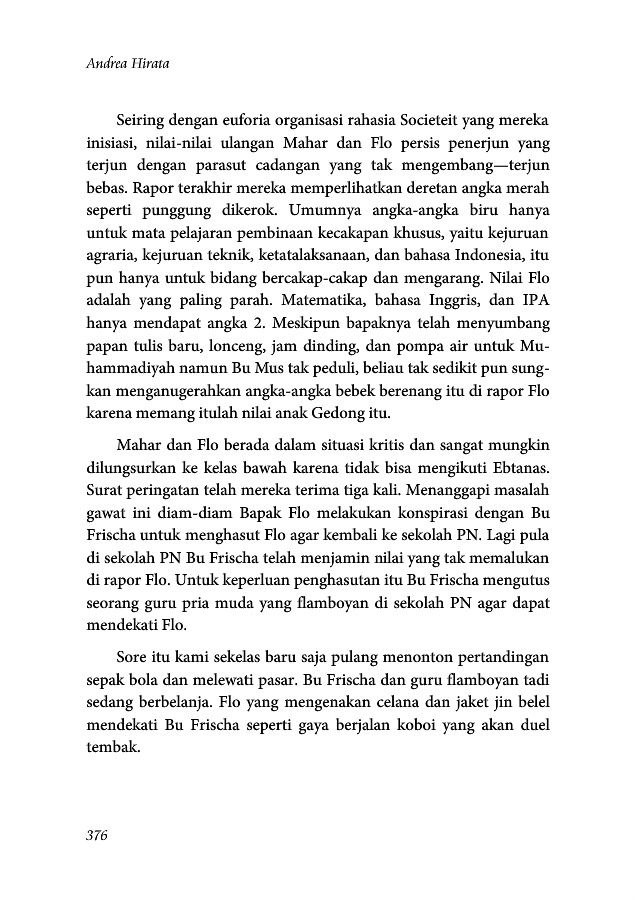 Andrea Hirata
Seiring dengan euforia organisasi rahasia Societeit yang mereka
inisiasi, nilai-nilai ulangan Mahar dan Flo persis penerjun yang
terjun dengan parasut cadangan yang tak mengembang—terjun
bebas. Rapor terakhir mereka memperlihatkan deretan angka merah
seperti punggung dikerok. Umumnya angka-angka biru hanya
untuk mata pelajaran pembinaan kecakapan khusus, yaitu kejuruan
agraria, kejuruan teknik, ketatalaksanaan, dan bahasa Indonesia, itu
pun hanya untuk bidang bercakap-cakap dan mengarang. Nilai Flo
adalah yang paling parah. Matematika, bahasa Inggris, dan IPA
hanya mendapat angka 2. Meskipun bapaknya telah menyumbang
papan tulis baru, lonceng, jam dinding, dan pompa air untuk Mu-
hammadiyah namun Bu Mus tak peduli, beliau tak sedikit pun sung-
kan menganugerahkan angka-angka bebek berenang itu di rapor Flo
karena memang itulah nilai anak Gedong itu.
Mahar dan Flo berada dalam situasi kritis dan sangat mungkin
dilungsurkan ke kelas bawah karena tidak bisa mengikuti Ebtanas.
Surat peringatan telah mereka terima tiga kali. Menanggapi masalah
gawat ini diam-diam Bapak Flo melakukan konspirasi dengan Bu
Frischa untuk menghasut Flo agar kembali ke sekolah PN. Lagi pula
di sekolah PN Bu Frischa telah menjamin nilai yang tak memalukan
di rapor Flo. Untuk keperluan penghasutan itu Bu Frischa mengutus
seorang guru pria muda yang flamboyan di sekolah PN agar dapat
mendekati Flo.
Sore itu kami sekelas baru saja pulang menonton pertandingan
sepak bola dan melewati pasar. Bu Frischa dan guru flamboyan tadi
sedang berbelanja. Flo yang mengenakan celana dan jaket jin belel
mendekati Bu Frischa seperti gaya berjalan koboi yang akan duel
tembak.
376